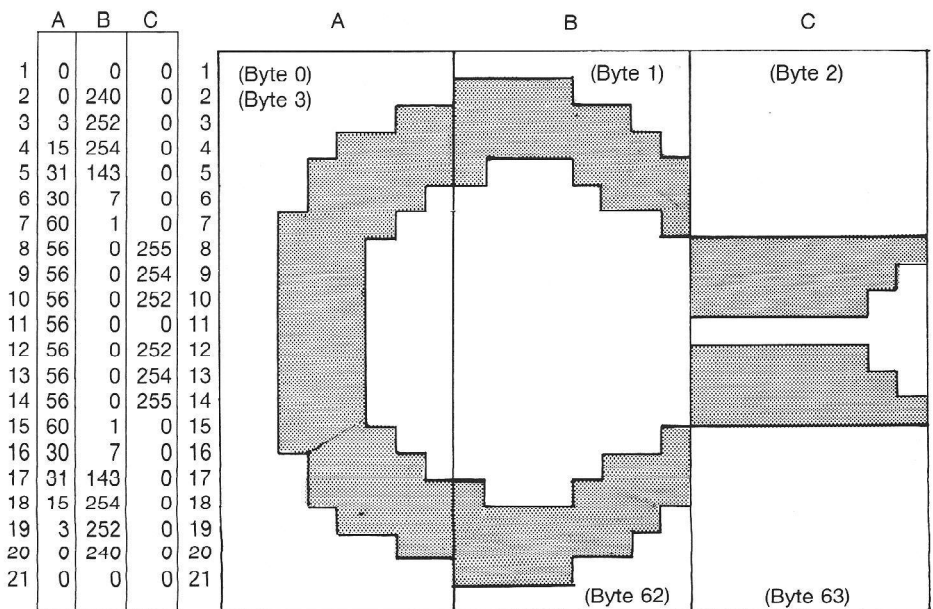 A B C A B C
(Byte 0) (Byte 1) (Byte 2)
1 0 0 0 1
(Byte 3)
2 0 240 0 2
3 3 252 0 3
4 15 254 0 4
5 31 143 0 5
6 30 7 0 6
7 60 1 0 7
8 56 0 255 8
9 56 0 254 9
10 56 0 252 10
11 56 0 0 11
12 56 0 252 12
13 56 0 254 13
14 56 0 255 14
15 60 1 0 15
16 30 7 0 16
17 31 143 0 17
18 15 254 0 18
19 3 252 0 19
20 0 240 0 20
21 0 0 0 21
(Byte 62) (Byte 63)